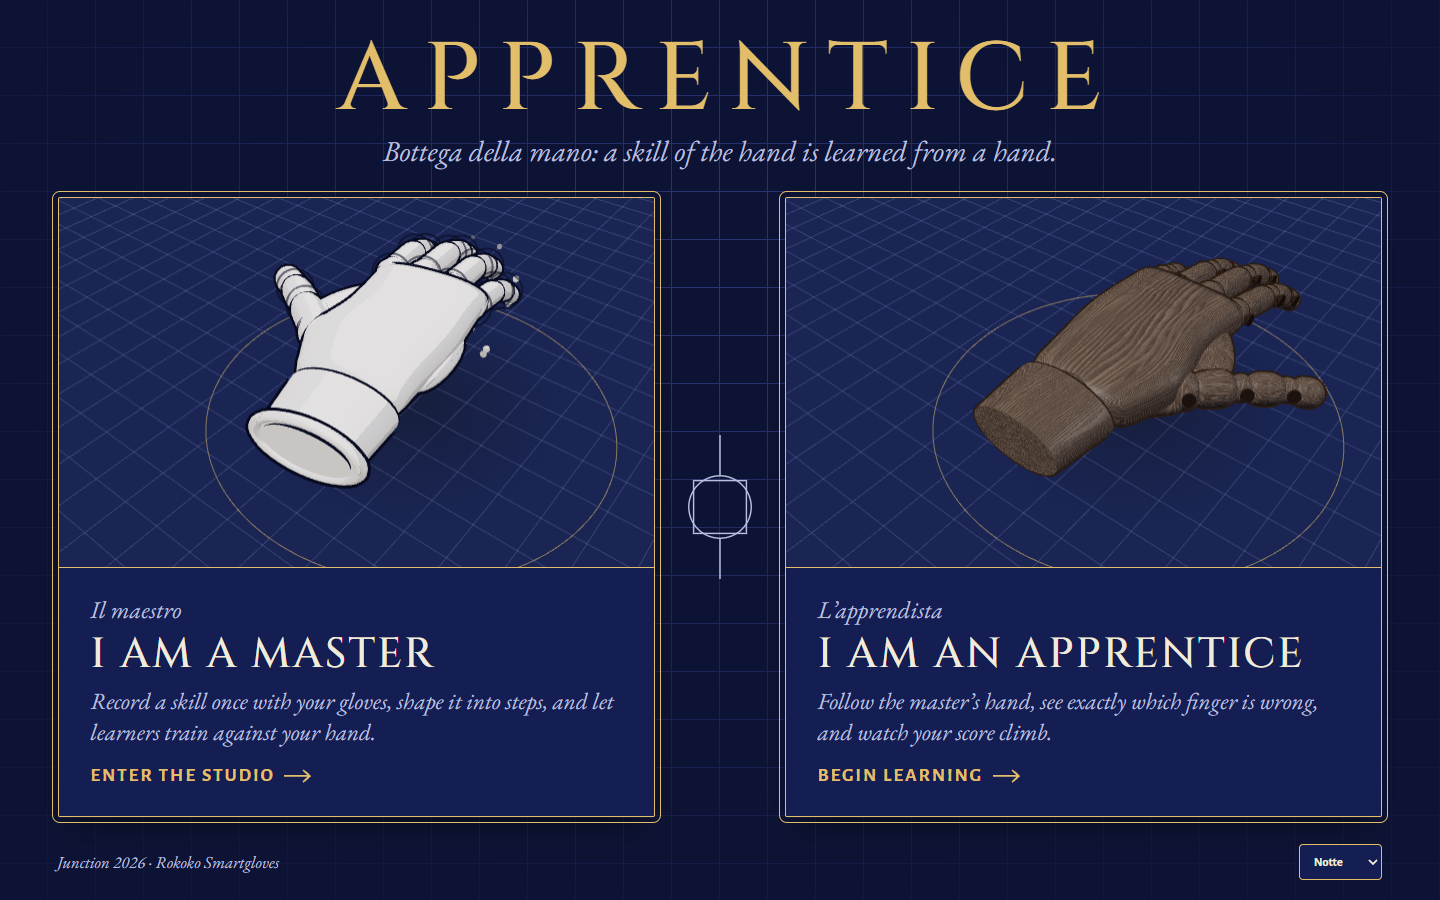 APPRENTICE
Bottega della mano: a skill of the hand is learned from a hand.
Il maestro
I AM A MASTER
Record a skill once with your gloves, shape it into steps, and let
learners train against your hand.
ENTER THE STUDIO
L’apprendista
I AM AN APPRENTICE
Follow the master’s hand, see exactly which finger is wrong,
and watch your score climb.
BEGIN LEARNING
Junction 2026 · Rokoko Smartgloves
Notte